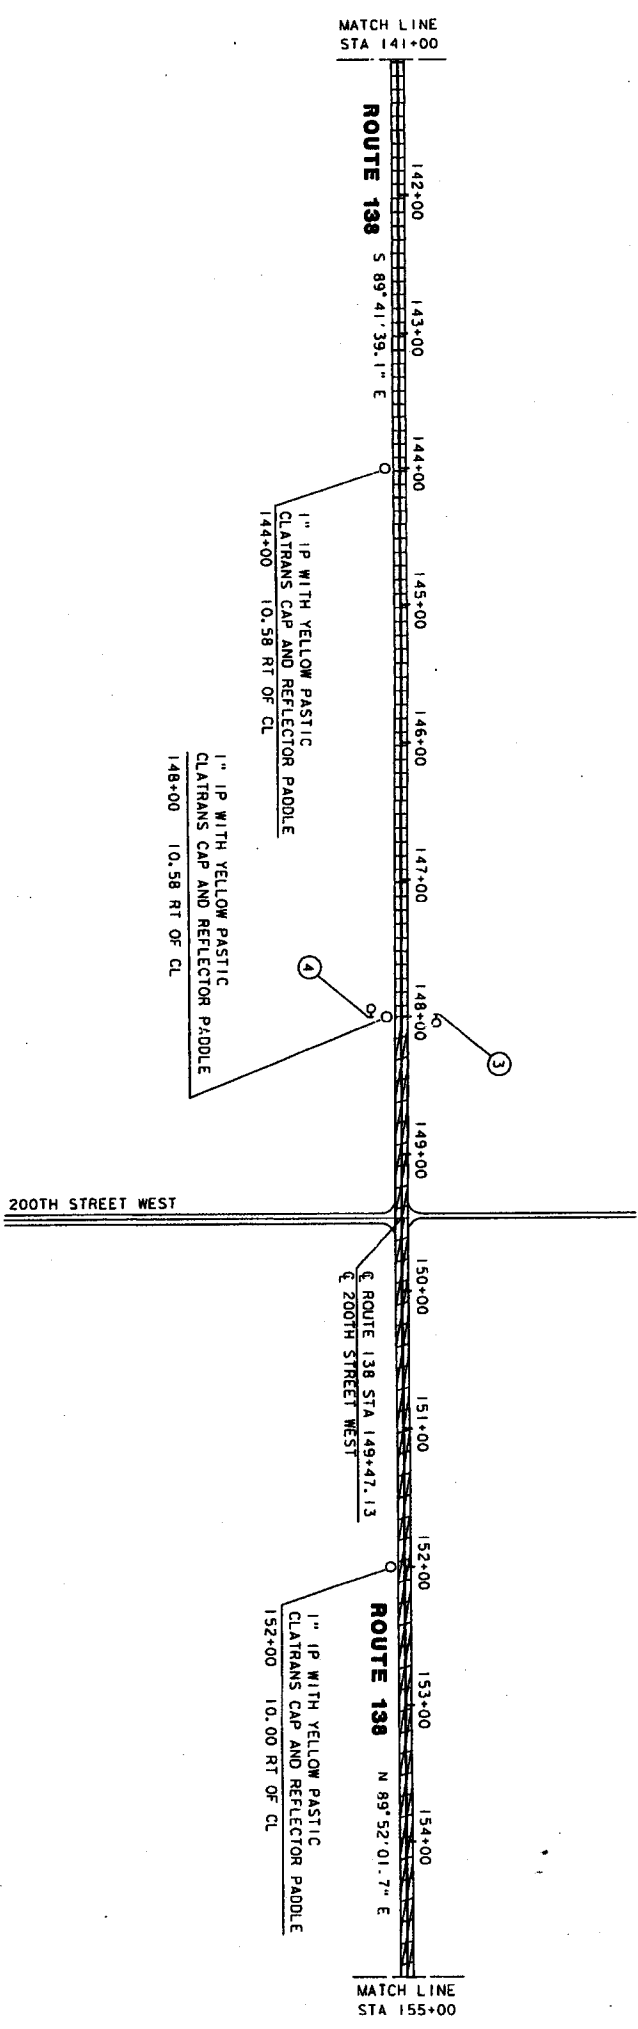 MATCH LINE
STA 141+00
142+00
ROUTE 138
S 89°41'39.1" E
143+00
144+00
1" IP WITH YELLOW PASTIC
CLATRANS CAP AND REFLECTOR PADDLE
144+00 10.58 RT OF CL
145+00
146+00
147+00
1" IP WITH YELLOW PASTIC
CLATRANS CAP AND REFLECTOR PADDLE
148+00 10.58 RT OF CL
4
148+00
3
149+00
200TH STREET WEST
150+00
℄ ROUTE 138 STA 149+47.13
℄ 200TH STREET WEST
151+00
152+00
1" IP WITH YELLOW PASTIC
CLATRANS CAP AND REFLECTOR PADDLE
152+00 10.00 RT OF CL
ROUTE 138
N 89°52'01.7" E
153+00
154+00
MATCH LINE
STA 155+00